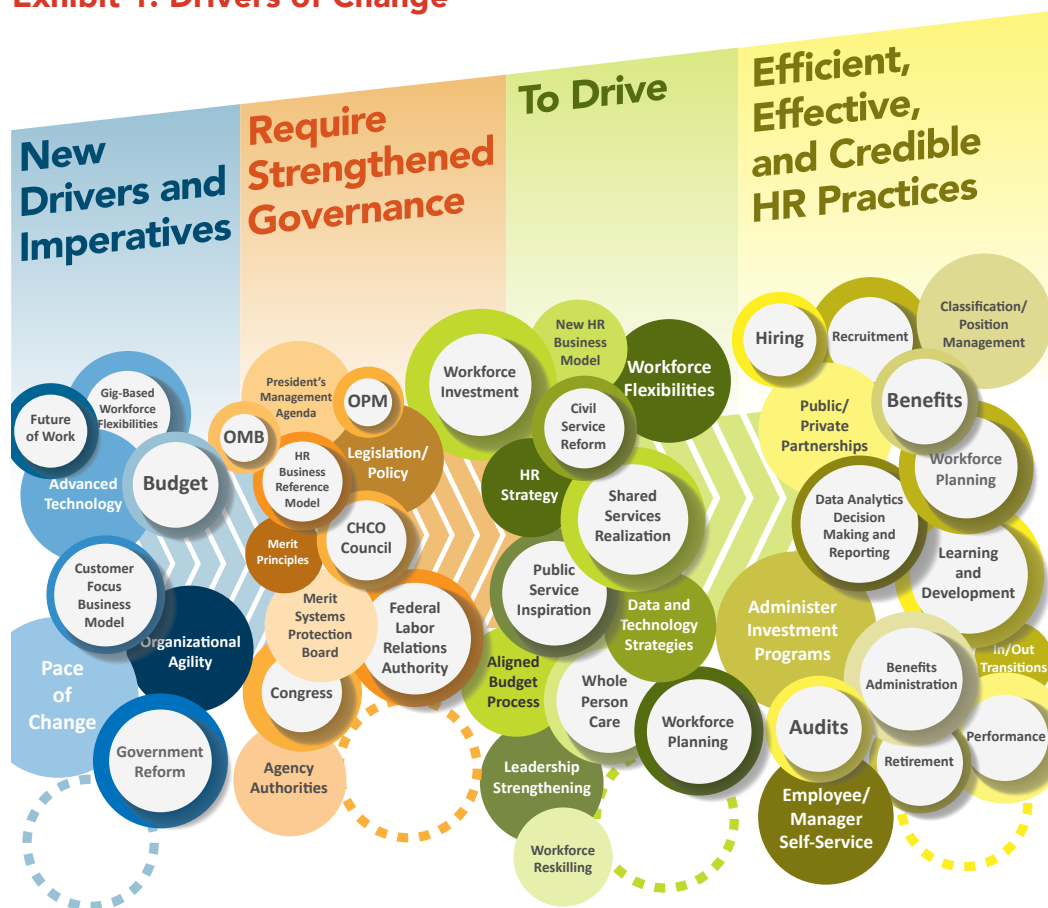 Exhibit 1: Drivers of Change
New
Drivers and
Imperatives
Require
Strengthened
Governance
To Drive
Efficient,
Effective,
and Credible
HR Practices
Gig-Based
Workforce
Flexibilities
Future
of Work
Advanced
Technology
Budget
Customer
Focus
Business
Model
Organizational
Agility
Pace
of
Change
Government
Reform
President's
Management
Agenda
OPM
OMB
HR
Business
Reference
Model
Legislation/
Policy
CHCO
Council
Merit
Principles
Merit
Systems
Protection
Board
Federal
Labor
Relations
Authority
Congress
Agency
Authorities
Workforce
Investment
New HR
Business
Model
Workforce
Flexibilities
Civil
Service
Reform
HR
Strategy
Shared
Services
Realization
Public
Service
Inspiration
Data and
Technology
Strategies
Aligned
Budget
Process
Whole
Person
Care
Workforce
Planning
Leadership
Strengthening
Workforce
Reskilling
Hiring
Recruitment
Classification/
Position
Management
Public/
Private
Partnerships
Benefits
Workforce
Planning
Data Analytics
Decision
Making and
Reporting
Learning
and
Development
Administer
Investment
Programs
Benefits
Administration
In/Out
Transitions
Audits
Retirement
Performance
Employee/
Manager
Self-Service